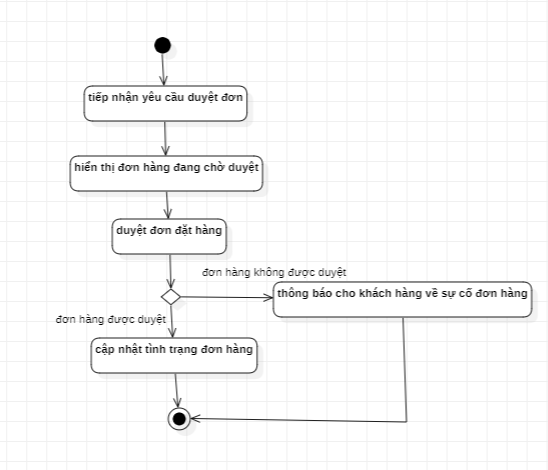 tiếp nhận yêu cầu duyệt đơn
hiển thị đơn hàng đang chờ duyệt
duyệt đơn đặt hàng
đơn hàng không được duyệt
thông báo cho khách hàng về sự cố đơn hàng
đơn hàng được duyệt
cập nhật tình trạng đơn hàng